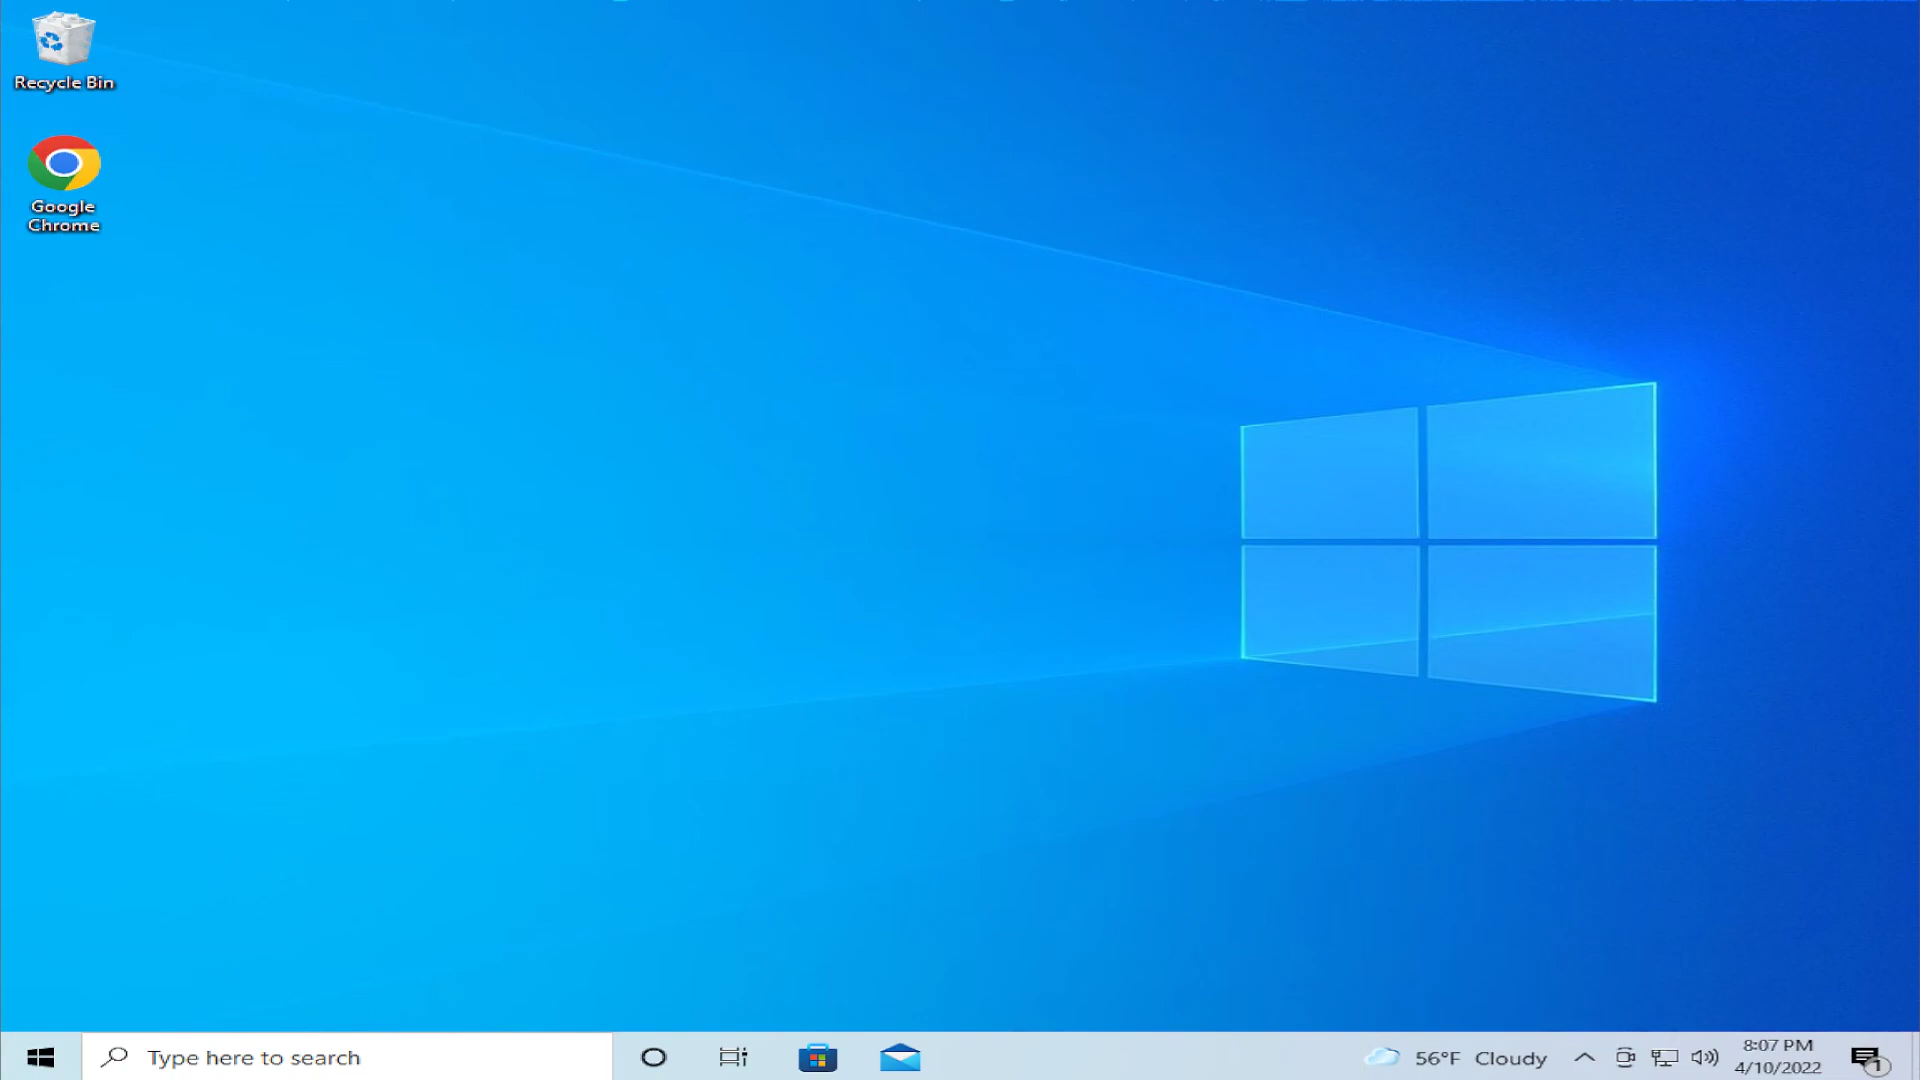 Recycle Bin
Google
Chrome
Type here to search
56°F Cloudy
8:07 PM
4/10/2022
1